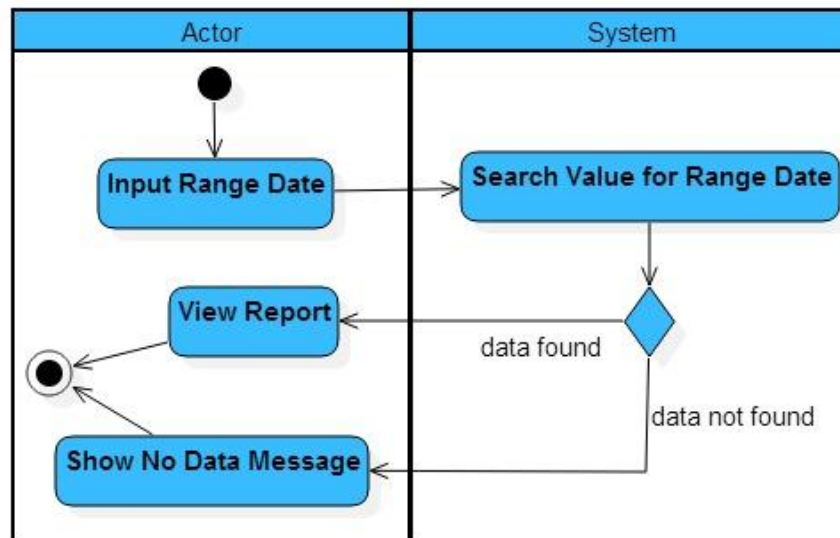 Actor
System
Input Range Date
Search Value for Range Date
View Report
data found
data not found
Show No Data Message